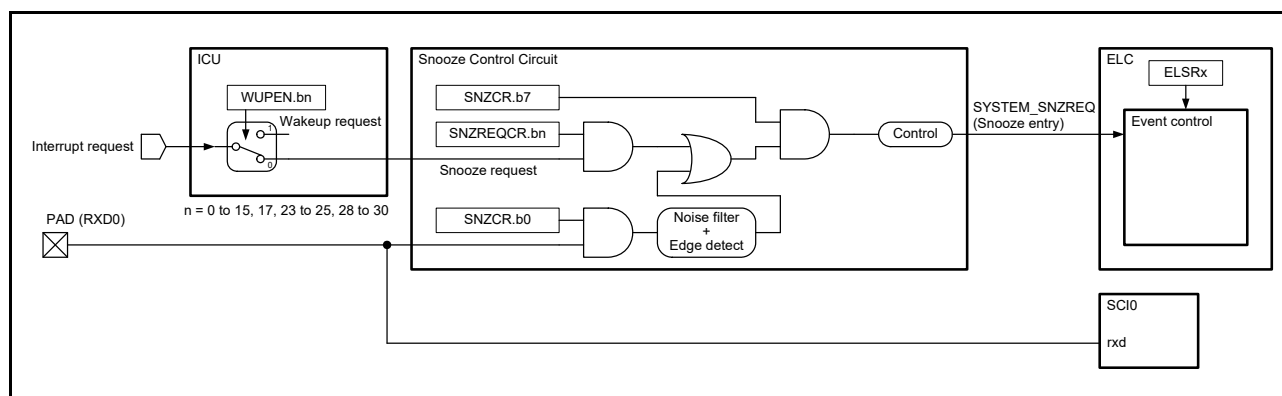 ICU
WUPEN.bn
1
Wakeup request
Interrupt request
0
n = 0 to 15, 17, 23 to 25, 28 to 30
PAD (RXD0)
Snooze Control Circuit
SNZCR.b7
SNZREQCR.bn
Snooze request
SNZCR.b0
Noise filter
+
Edge detect
Control
SYSTEM_SNZREQ
(Snooze entry)
ELC
ELSRx
Event control
SCI0
rxd